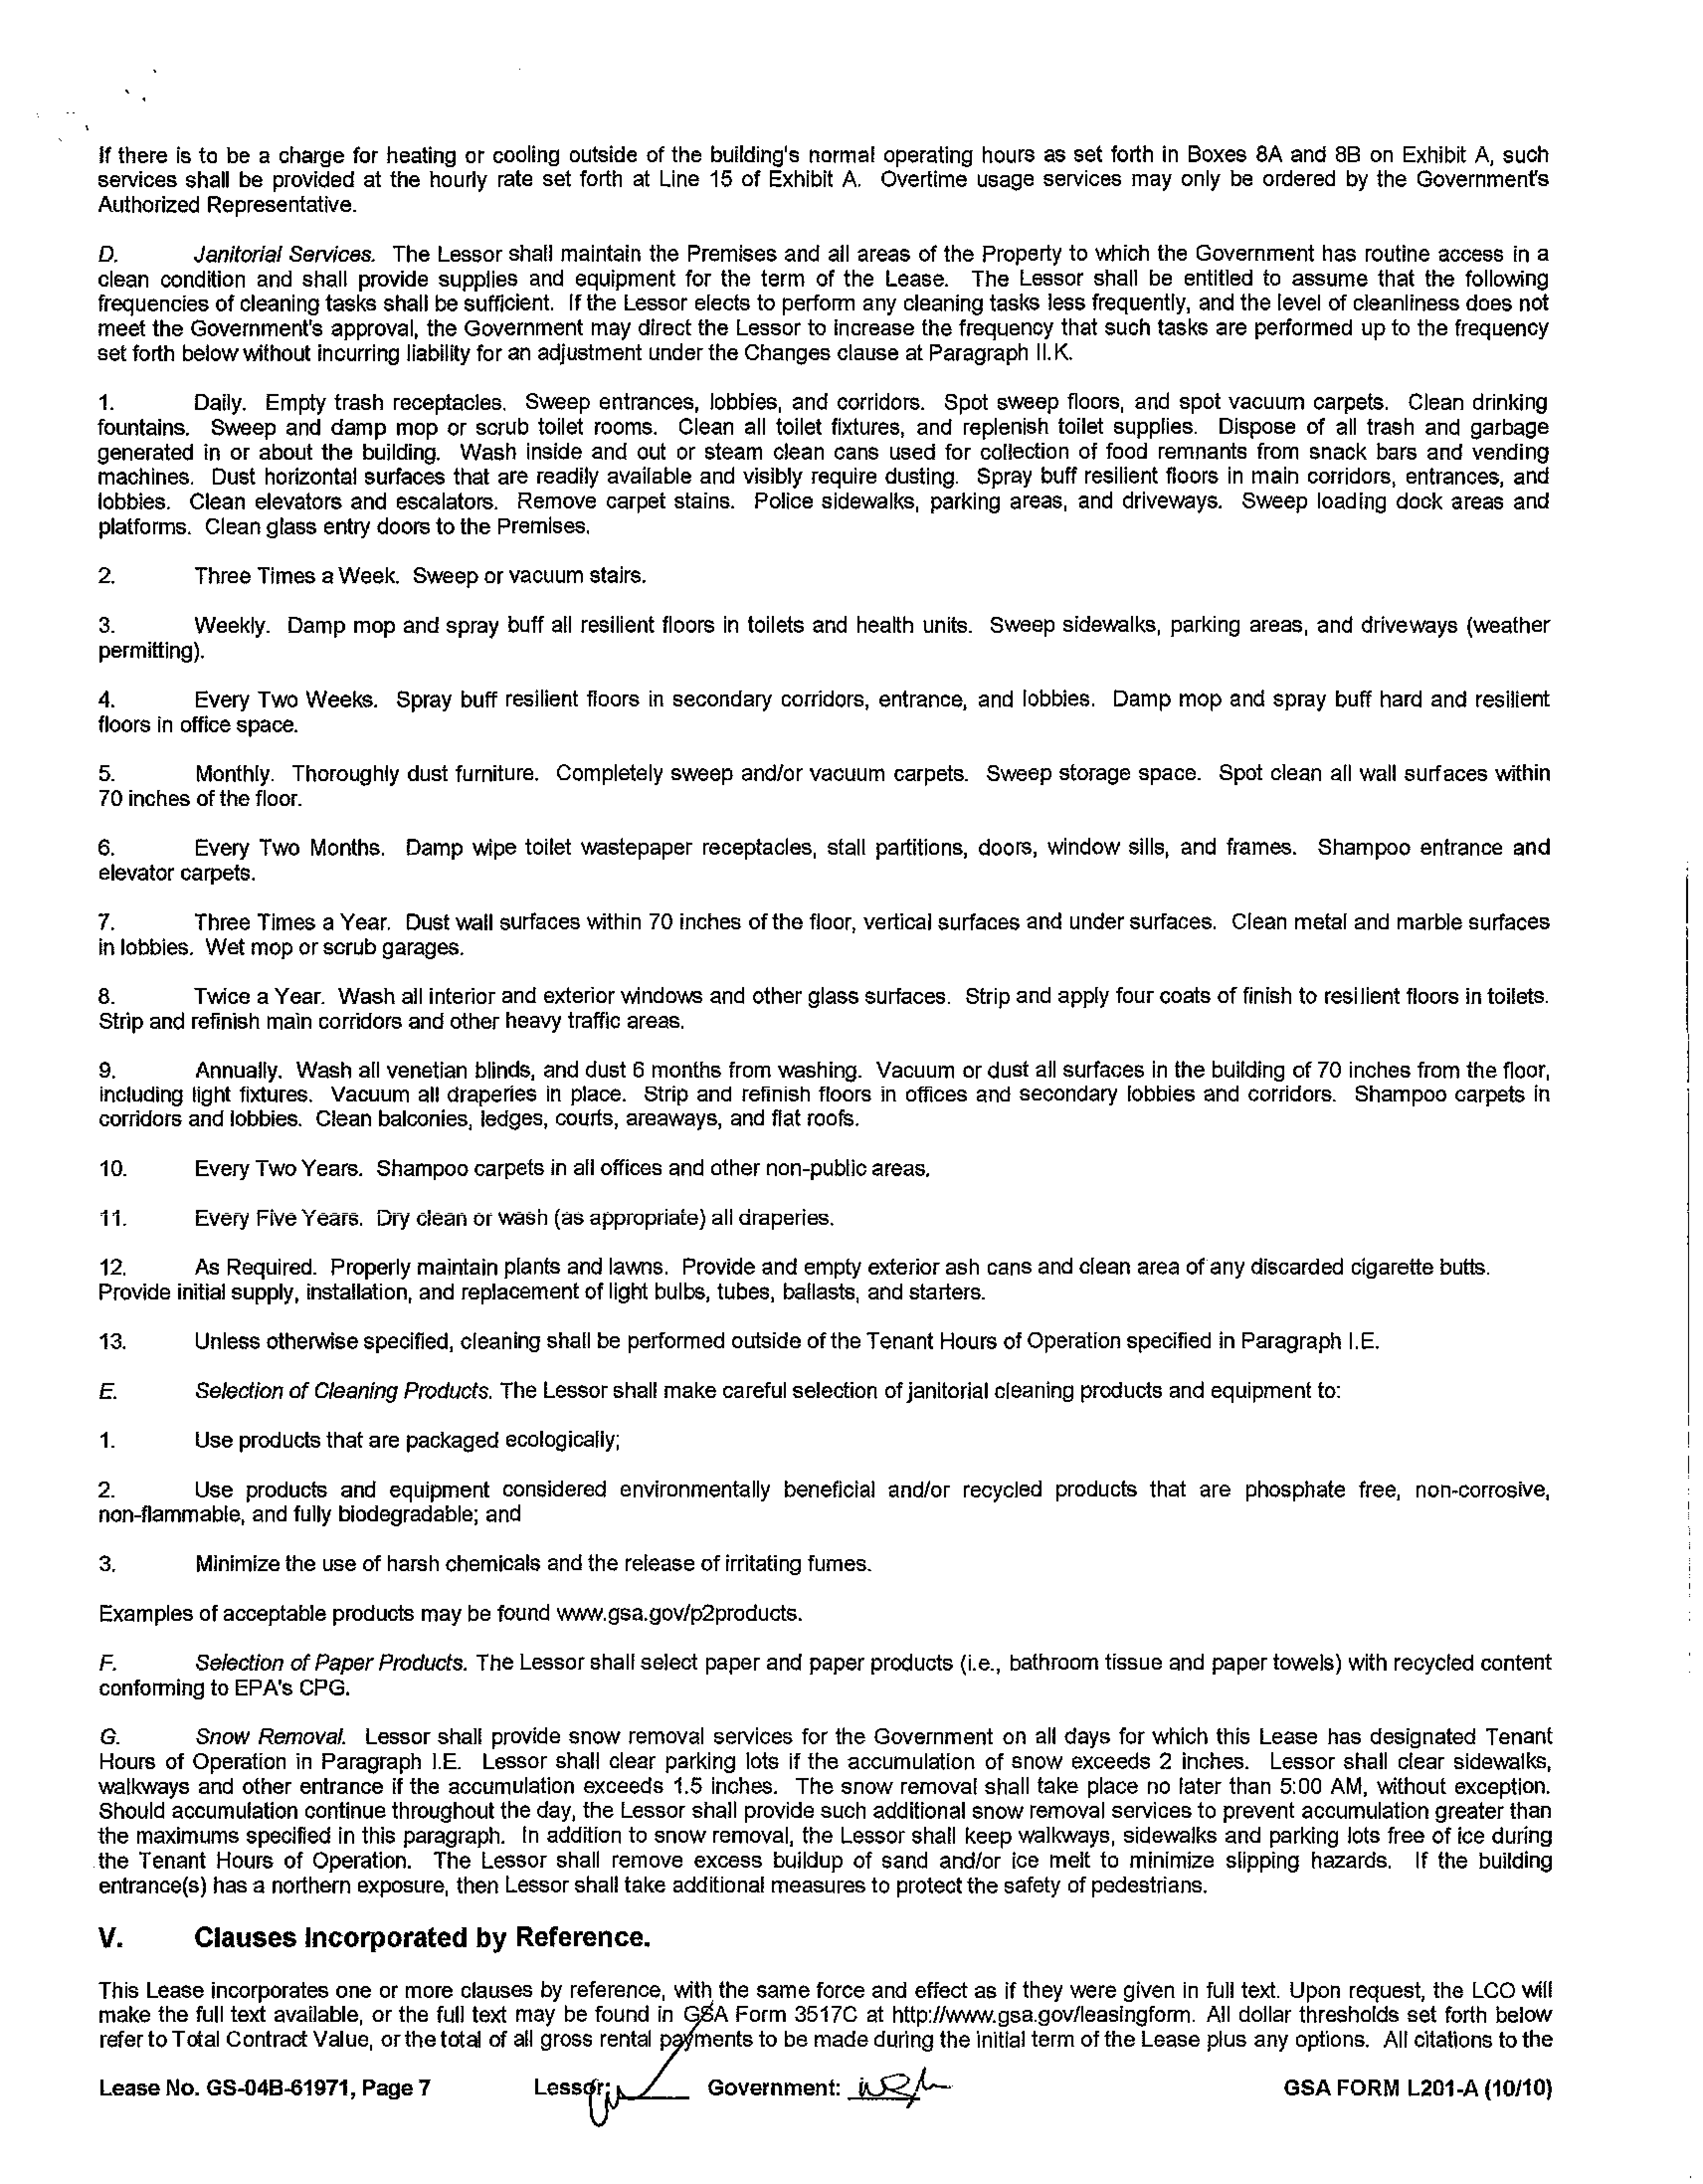 If there is to be a charge for heating or cooling outside of the building's normal operating hours as set forth in Boxes 8A and 8B on Exhibit A, such
services shall be provided at the hourly rate set forth at Line 15 of Exhibit A. Overtime usage services may only be ordered by the Government's
Authorized Representative.
D. Janitorial Services. The Lessor shall maintain the Premises and all areas of the Property to which the Government has routine access in a
clean condition and shall provide supplies and equipment for the term of the Lease. The Lessor shall be entitled to assume that the following
frequencies of cleaning tasks shall be sufficient. If the Lessor elects to perform any cleaning tasks less frequently, and the level of cleanliness does not
meet the Government's approval, the Government may direct the Lessor to increase the frequency that such tasks are performed up to the frequency
set forth below without incurring liability for an adjustment under the Changes clause at Paragraph II.K.
1. Daily. Empty trash receptacles. Sweep entrances, lobbies, and corridors. Spot sweep floors, and spot vacuum carpets. Clean drinking
fountains. Sweep and damp mop or scrub toilet rooms. Clean all toilet fixtures, and replenish toilet supplies. Dispose of all trash and garbage
generated in or about the building. Wash inside and out or steam clean cans used for collection of food remnants from snack bars and vending
machines. Dust horizontal surfaces that are readily available and visibly require dusting. Spray buff resilient floors in main corridors, entrances, and
lobbies. Clean elevators and escalators. Remove carpet stains. Police sidewalks, parking areas, and driveways. Sweep loading dock areas and
platforms. Clean glass entry doors to the Premises.
2. Three Times a Week. Sweep or vacuum stairs.
3. Weekly. Damp mop and spray buff all resilient floors in toilets and health units. Sweep sidewalks, parking areas, and driveways (weather
permitting).
4. Every Two Weeks. Spray buff resilient floors in secondary corridors, entrance, and lobbies. Damp mop and spray buff hard and resilient
floors in office space.
5. Monthly. Thoroughly dust furniture. Completely sweep and/or vacuum carpets. Sweep storage space. Spot clean all wall surfaces within
70 inches of the floor.
6. Every Two Months. Damp wipe toilet wastepaper receptacles, stall partitions, doors, window sills, and frames. Shampoo entrance and
elevator carpets.
7. Three Times a Year. Dust wall surfaces within 70 inches of the floor, vertical surfaces and under surfaces. Clean metal and marble surfaces
in lobbies. Wet mop or scrub garages.
8. Twice a Year. Wash all interior and exterior windows and other glass surfaces. Strip and apply four coats of finish to resilient floors in toilets.
Strip and refinish main corridors and other heavy traffic areas.
9. Annually. Wash all venetian blinds, and dust 6 months from washing. Vacuum or dust all surfaces in the building of 70 inches from the floor,
including light fixtures. Vacuum all draperies in place. Strip and refinish floors in offices and secondary lobbies and corridors. Shampoo carpets in
corridors and lobbies. Clean balconies, ledges, courts, areaways, and flat roofs.
10. Every Two Years. Shampoo carpets in all offices and other non-public areas.
11. Every Five Years. Dry clean or wash (as appropriate) all draperies.
12. As Required. Properly maintain plants and lawns. Provide and empty exterior ash cans and clean area of any discarded cigarette butts.
Provide initial supply, installation, and replacement of light bulbs, tubes, ballasts, and starters.
13. Unless otherwise specified, cleaning shall be performed outside of the Tenant Hours of Operation specified in Paragraph I.E.
E. Selection of Cleaning Products. The Lessor shall make careful selection of janitorial cleaning products and equipment to:
1. Use products that are packaged ecologically;
2. Use products and equipment considered environmentally beneficial and/or recycled products that are phosphate free, non-corrosive,
non-flammable, and fully biodegradable; and
3. Minimize the use of harsh chemicals and the release of irritating fumes.
Examples of acceptable products may be found www.gsa.gov/p2products.
F. Selection of Paper Products. The Lessor shall select paper and paper products (i.e., bathroom tissue and paper towels) with recycled content
conforming to EPA's CPG.
G. Snow Removal. Lessor shall provide snow removal services for the Government on all days for which this Lease has designated Tenant
Hours of Operation in Paragraph I.E. Lessor shall clear parking lots if the accumulation of snow exceeds 2 inches. Lessor shall clear sidewalks,
walkways and other entrance if the accumulation exceeds 1.5 inches. The snow removal shall take place no later than 5:00 AM, without exception.
Should accumulation continue throughout the day, the Lessor shall provide such additional snow removal services to prevent accumulation greater than
the maximums specified in this paragraph. In addition to snow removal, the Lessor shall keep walkways, sidewalks and parking lots free of ice during
the Tenant Hours of Operation. The Lessor shall remove excess buildup of sand and/or ice melt to minimize slipping hazards. If the building
entrance(s) has a northern exposure, then Lessor shall take additional measures to protect the safety of pedestrians.
V. Clauses Incorporated by Reference.
This Lease incorporates one or more clauses by reference, with the same force and effect as if they were given in full text. Upon request, the LCO will
make the full text available, or the full text may be found in GSA Form 3517C at http://www.gsa.gov/leasingform. All dollar thresholds set forth below
refer to Total Contract Value, or the total of all gross rental payments to be made during the initial term of the Lease plus any options. All citations to the
Lease No. GS-04B-61971, Page 7 Lessor: Government: GSA FORM L201-A (10/10)